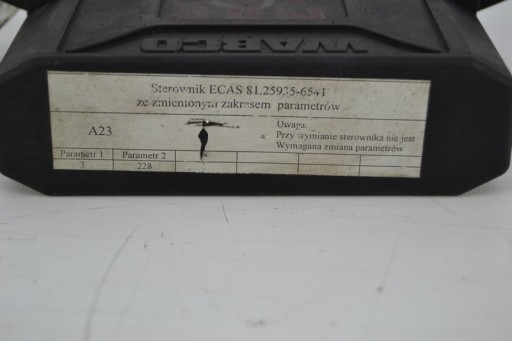 WABCO
Sterownik ECAS 81.25935-6541
ze zmienionym zakresem parametrów
A23
Uwaga:
Przy wymianie sterownika nie jest
Wymagana zmiana parametrów
Parametr 1 Parametr 2
3 228